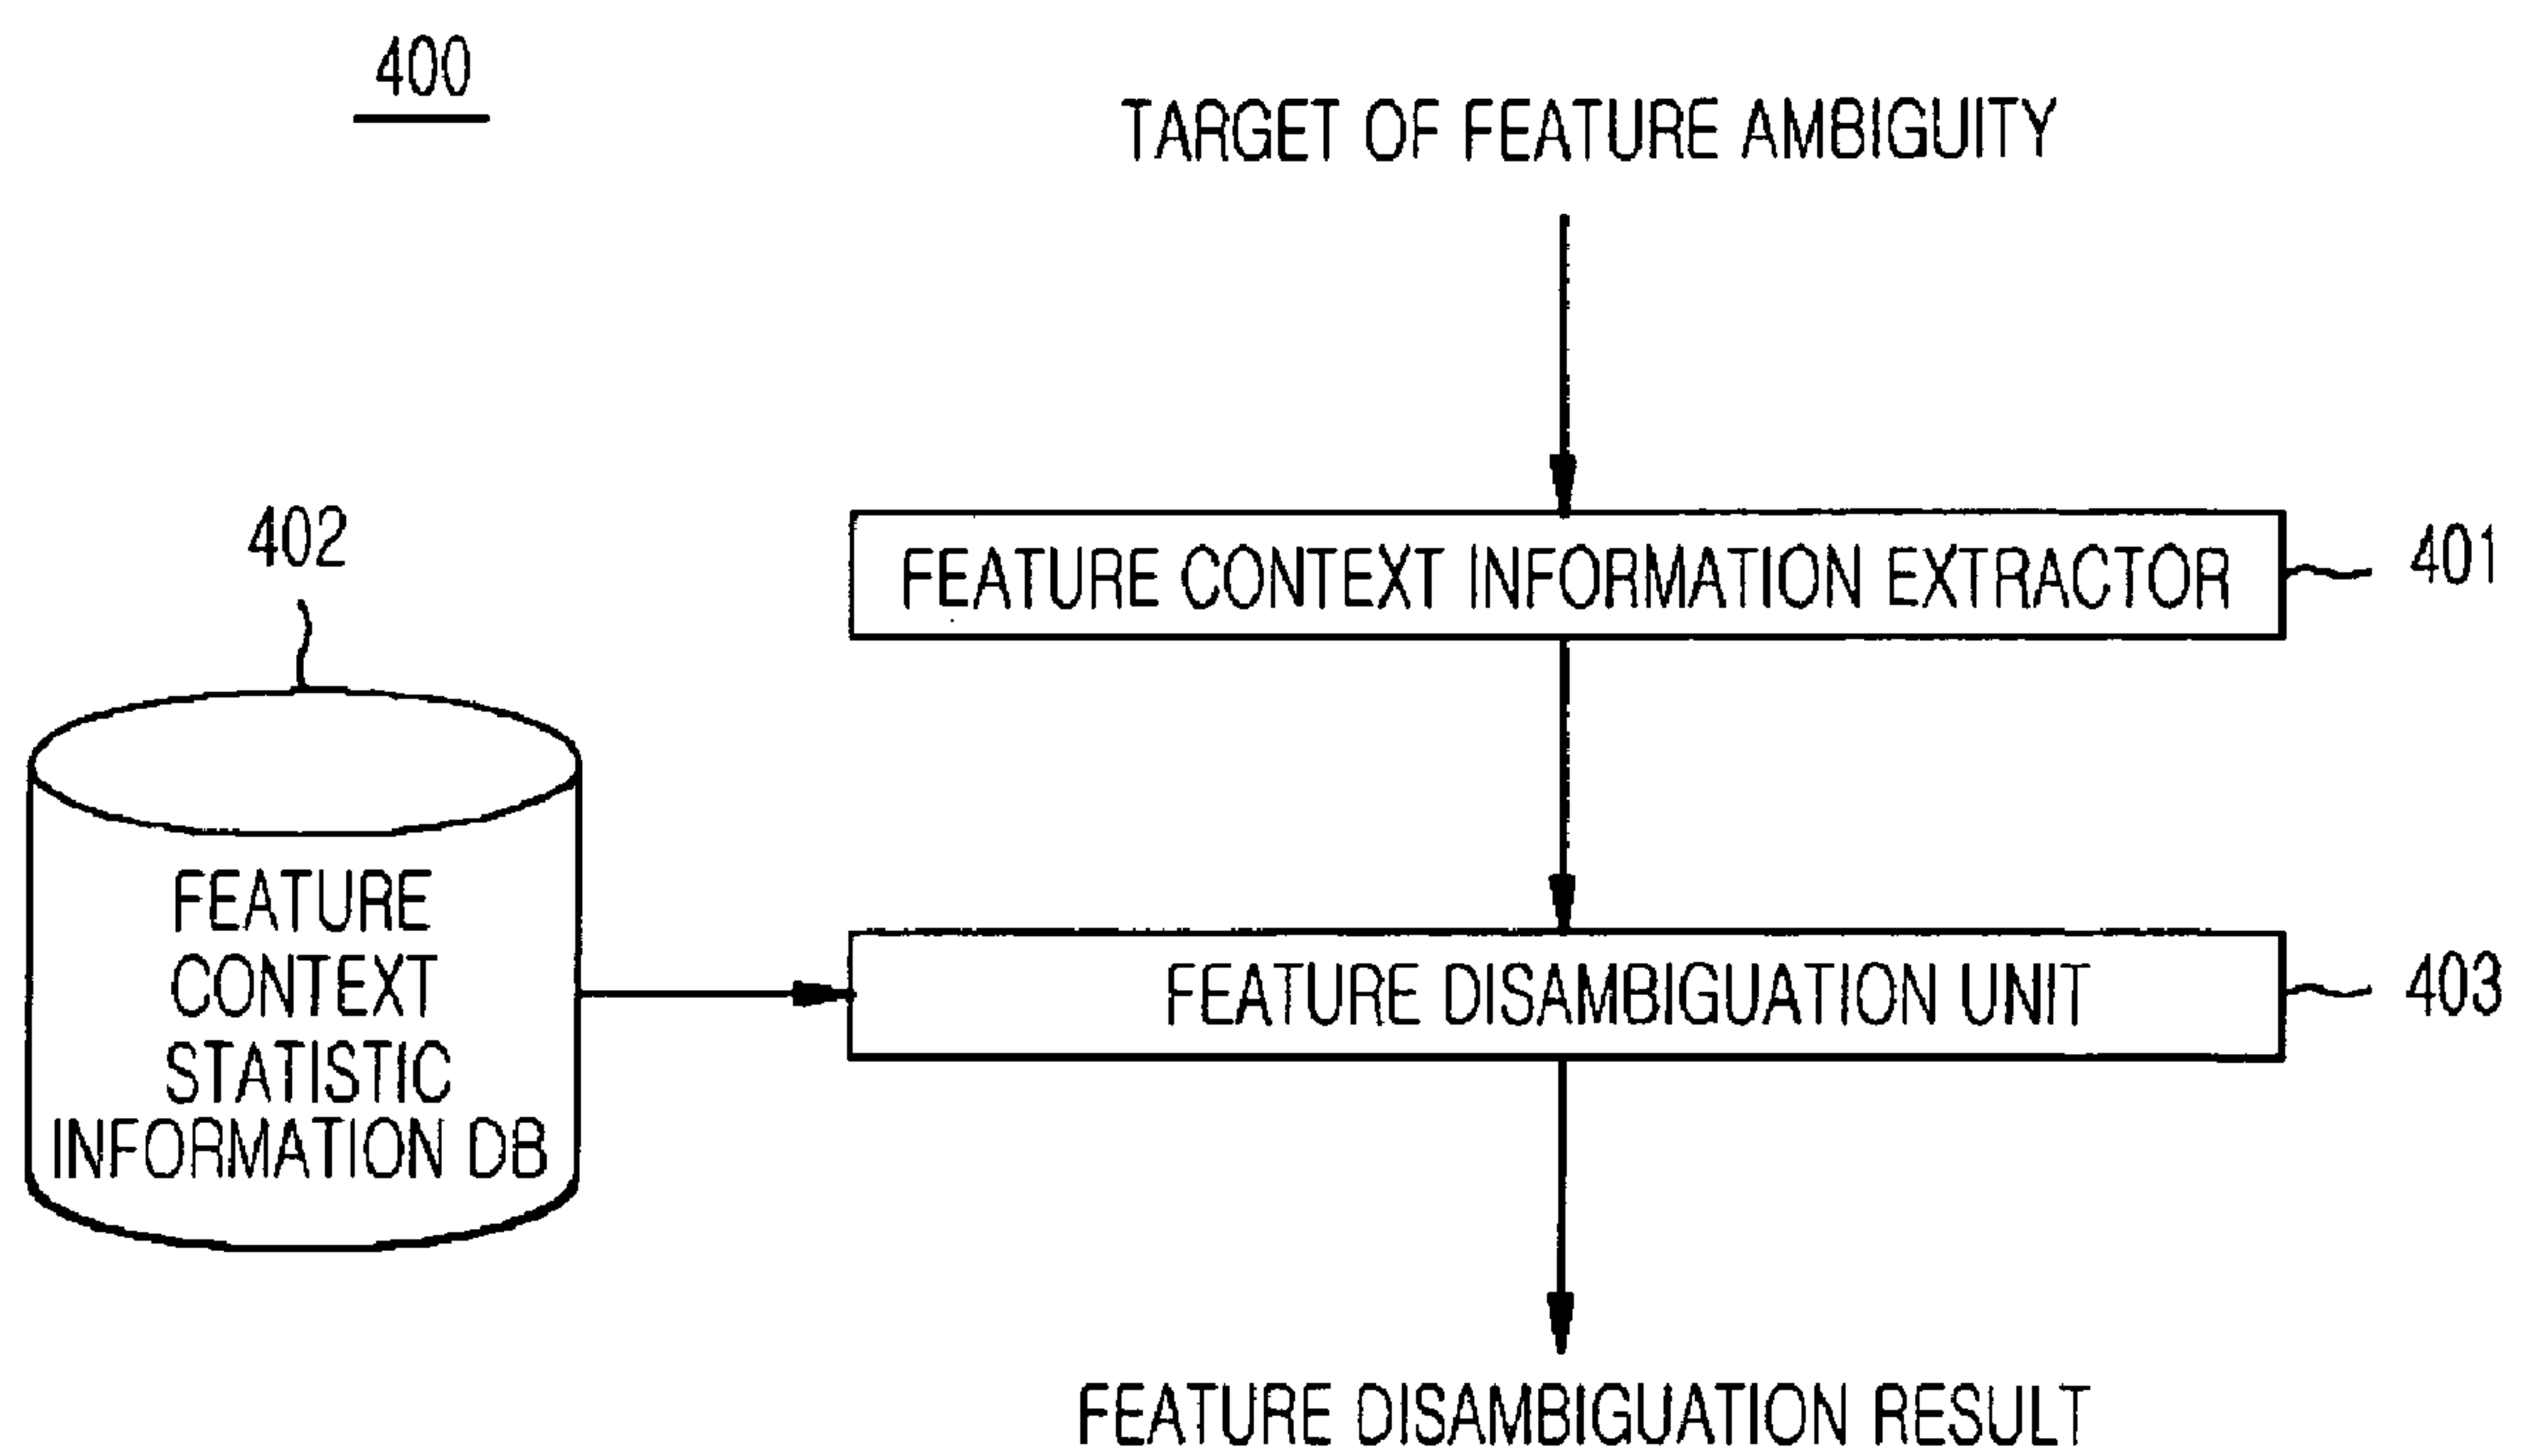 400
TARGET OF FEATURE AMBIGUITY
402
FEATURE CONTEXT INFORMATION EXTRACTOR
401
FEATURE
CONTEXT
STATISTIC
INFORMATION DB
FEATURE DISAMBIGUATION UNIT
403
FEATURE DISAMBIGUATION RESULT